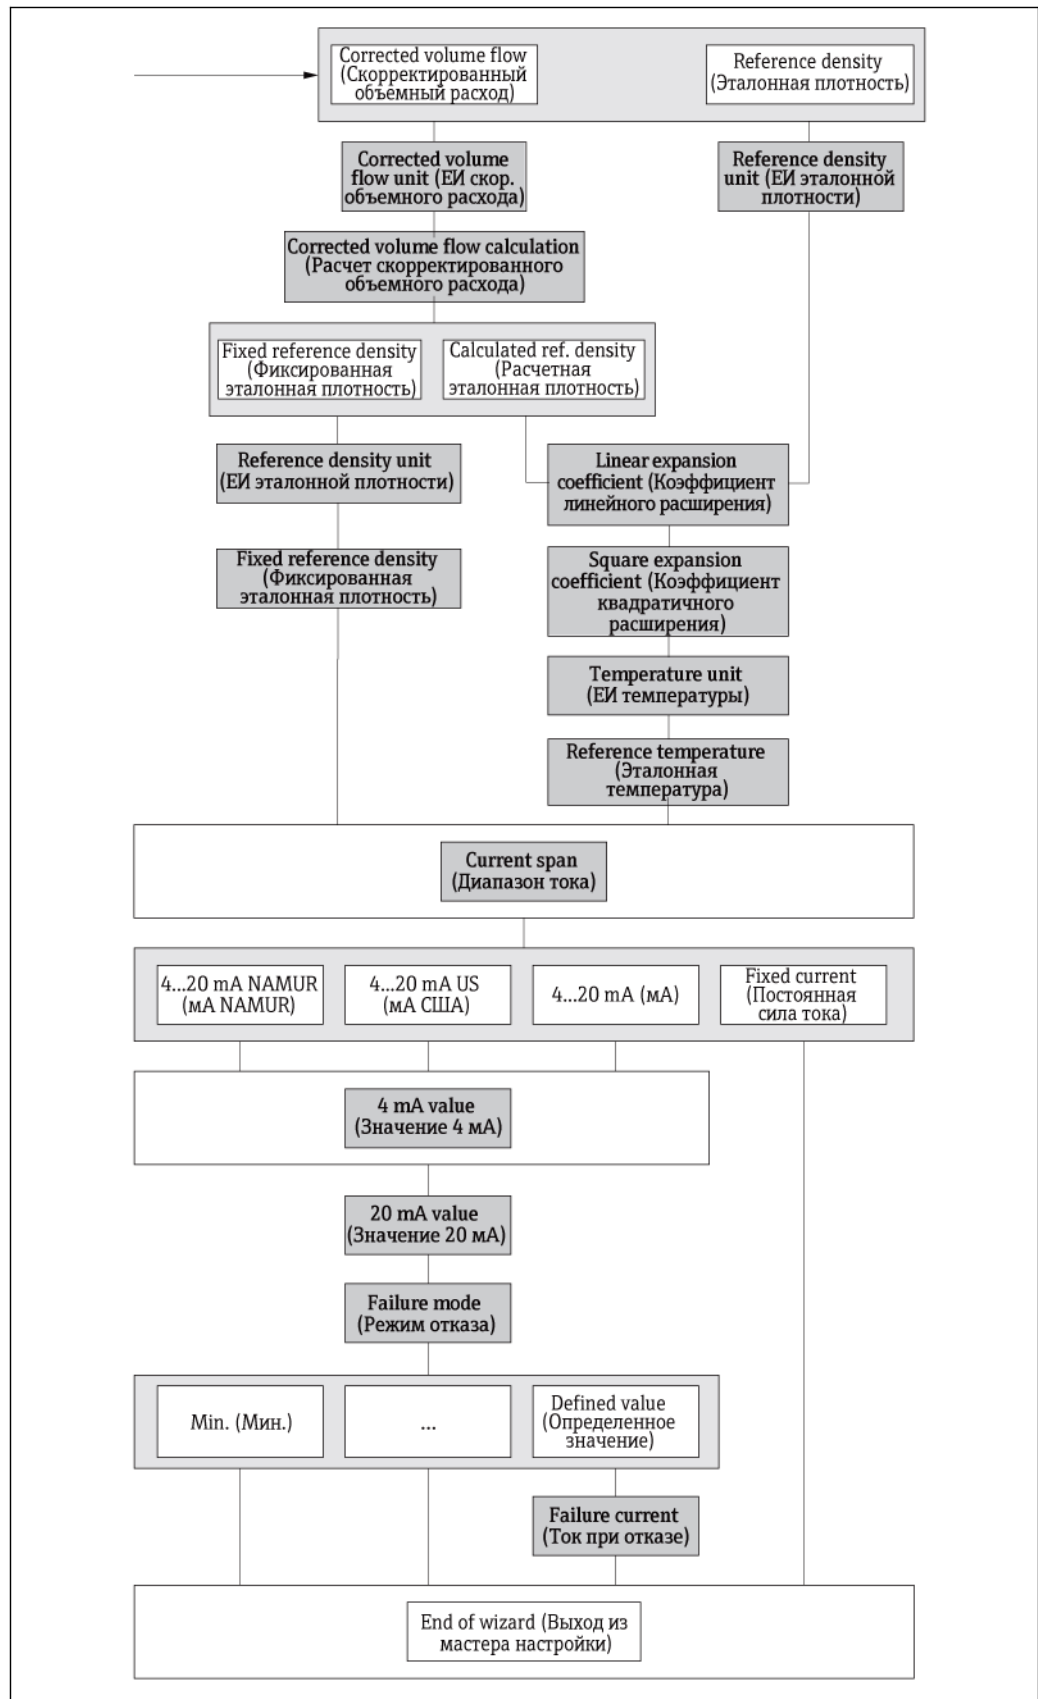 Corrected volume flow
(Скорректированный
объемный расход)
Reference density
(Эталонная плотность)
Corrected volume
flow unit (ЕИ скор.
объемного расхода)
Reference density
unit (ЕИ эталонной
плотности)
Corrected volume flow calculation
(Расчет скорректированного
объемного расхода)
Fixed reference density
(Фиксированная
эталонная плотность)
Calculated ref. density
(Расчетная
эталонная плотность)
Reference density unit
(ЕИ эталонной плотности)
Linear expansion
coefficient (Коэффициент
линейного расширения)
Fixed reference density
(Фиксированная
эталонная плотность)
Square expansion
coefficient (Коэффициент
квадратичного
расширения)
Temperature unit
(ЕИ температуры)
Reference temperature
(Эталонная
температура)
Current span
(Диапазон тока)
4...20 mA NAMUR
(мА NAMUR)
4...20 mA US
(мА США)
4...20 mA (мА)
Fixed current
(Постоянная
сила тока)
4 mA value
(Значение 4 мА)
20 mA value
(Значение 20 мА)
Failure mode
(Режим отказа)
Min. (Мин.)
...
Defined value
(Определенное
значение)
Failure current
(Ток при отказе)
End of wizard (Выход из
мастера настройки)